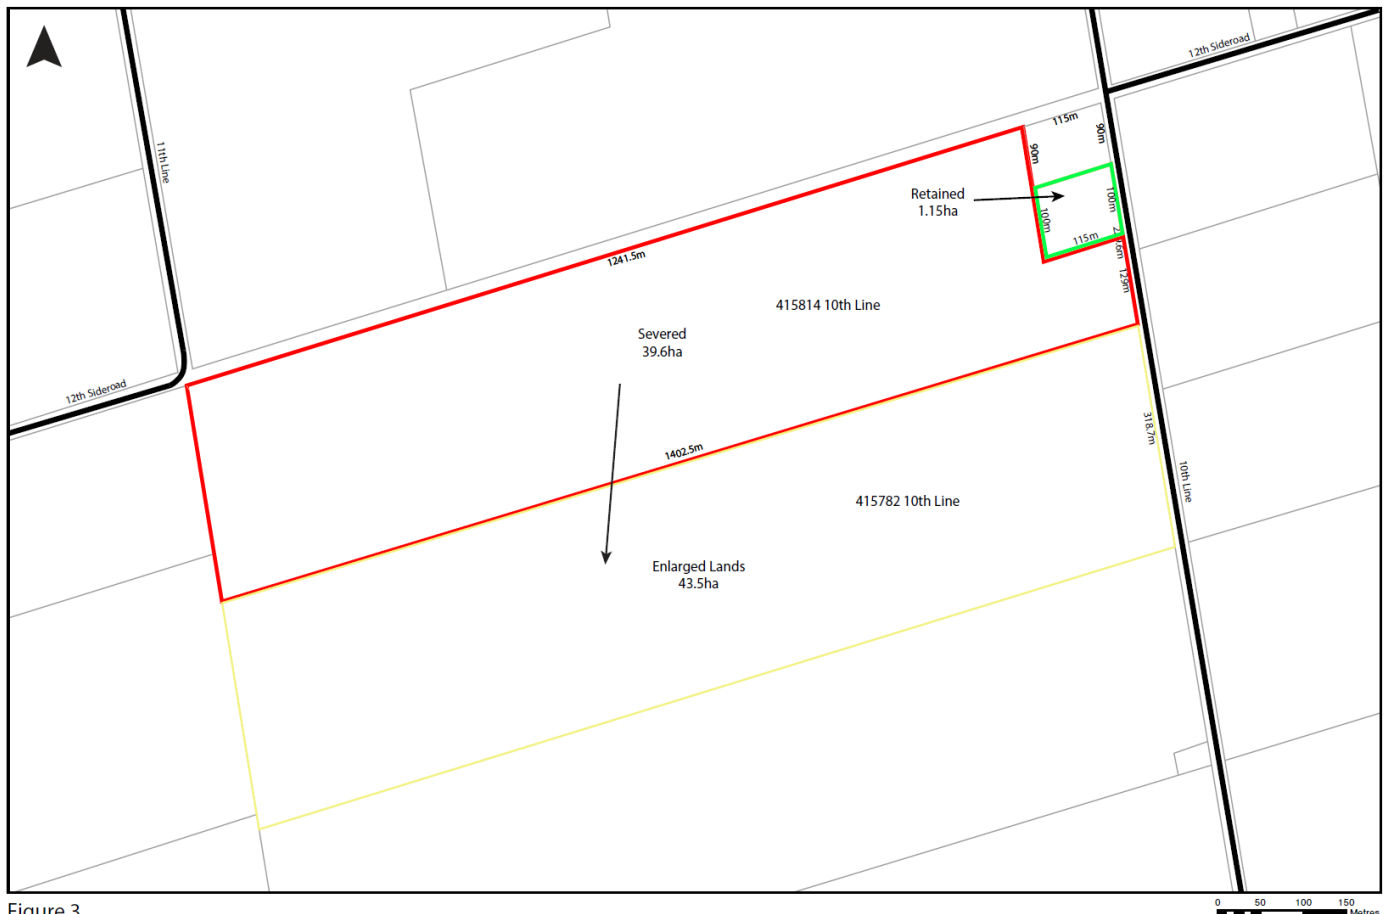 12th Sideroad
11th Line
115m
90m
90m
Retained
1.15ha
100m
100m
115m
1241.5m
129m
415814 10th Line
Severed
39.6ha
12th Sideroad
1402.5m
318.7m
10th Line
415782 10th Line
Enlarged Lands
43.5ha
Figure 3
0 50 100 150
Metres